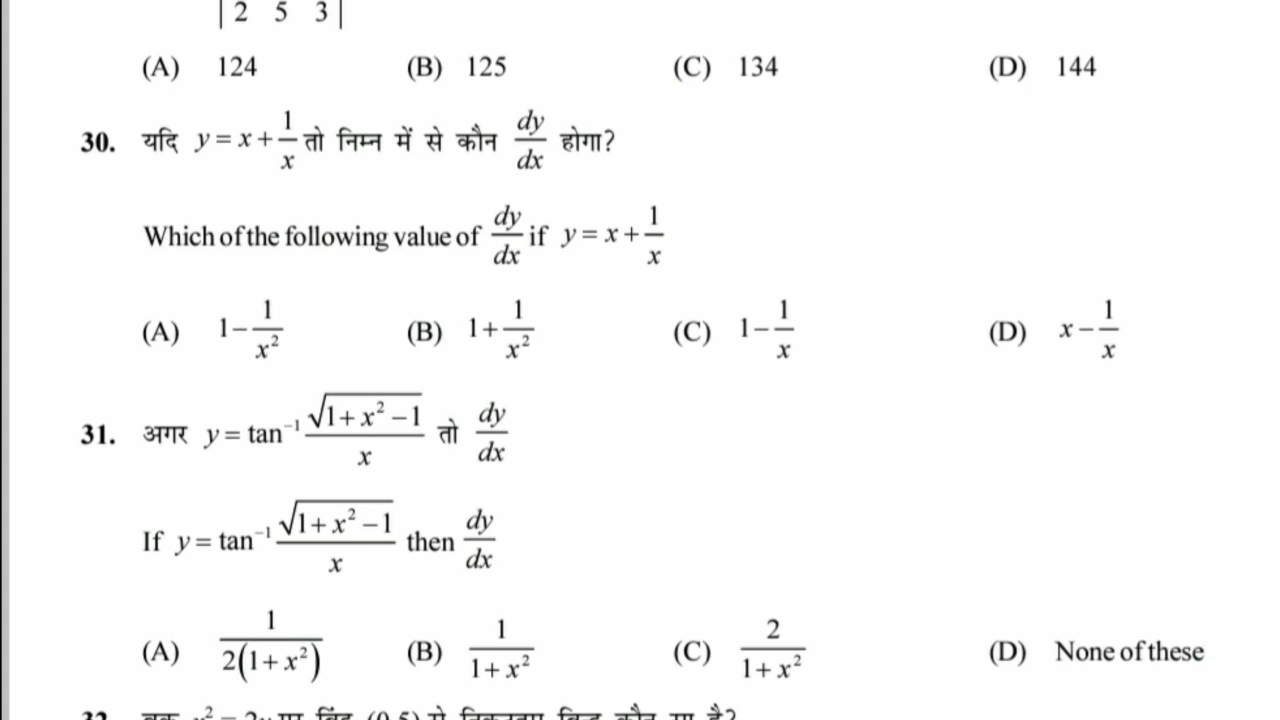 | 2 5 3 |
(A) 124 (B) 125 (C) 134 (D) 144
30. यदि y = x + 1/x तो निम्न में से कौन dy/dx होगा?
Which of the following value of dy/dx if y = x + 1/x
(A) 1 − 1/x² (B) 1 + 1/x² (C) 1 − 1/x (D) x − 1/x
31. अगर y = tan⁻¹ √(1 + x² − 1)/x तो dy/dx
If y = tan⁻¹ √(1 + x² − 1)/x then dy/dx
(A) 1/2(1 + x²) (B) 1/1 + x² (C) 2/1 + x² (D) None of these